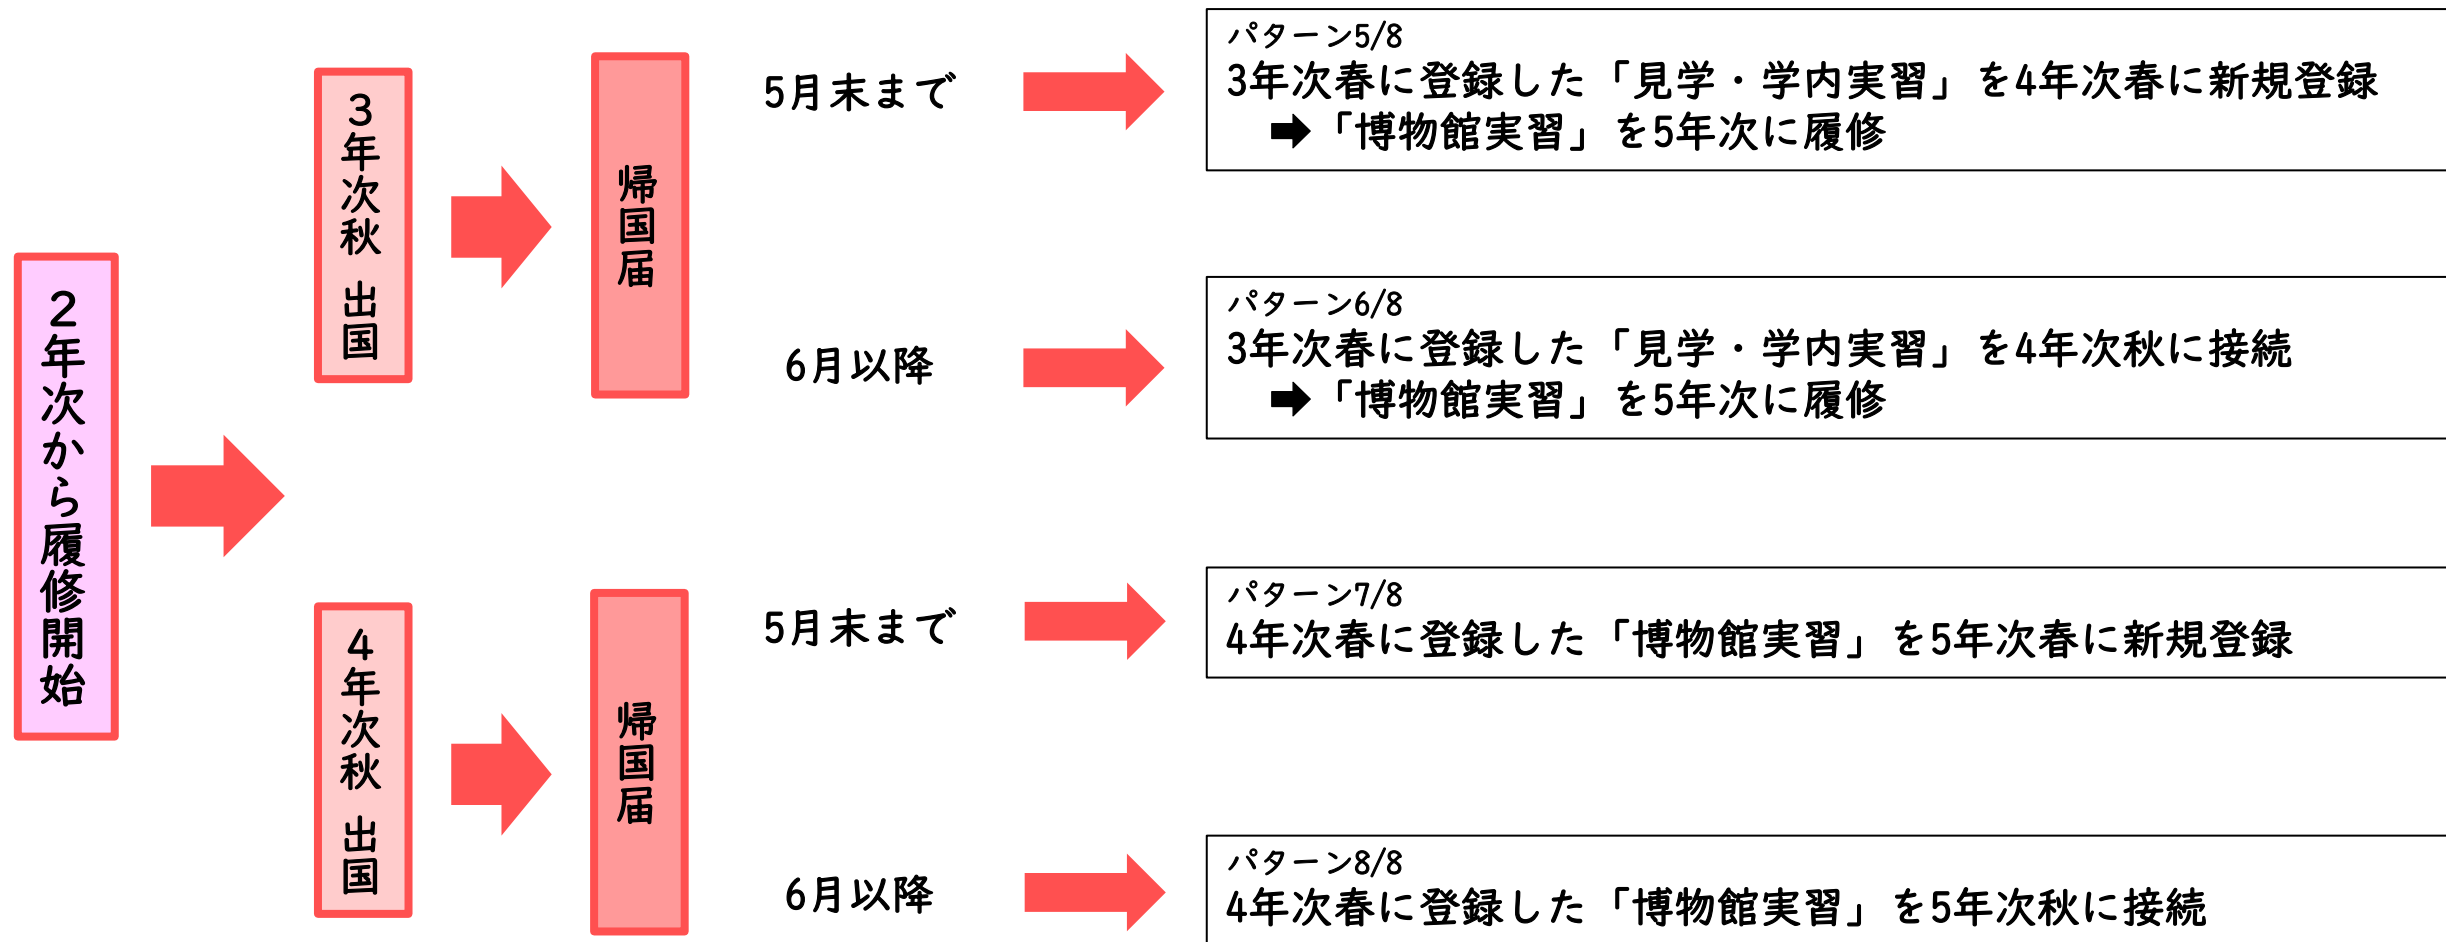 2年次から履修開始
3年次秋 出国
帰国届
5月末まで
パターン5/8
3年次春に登録した「見学・学内実習」を4年次春に新規登録
➡「博物館実習」を5年次に履修
6月以降
パターン6/8
3年次春に登録した「見学・学内実習」を4年次秋に接続
➡「博物館実習」を5年次に履修
4年次秋 出国
帰国届
5月末まで
パターン7/8
4年次春に登録した「博物館実習」を5年次春に新規登録
6月以降
パターン8/8
4年次春に登録した「博物館実習」を5年次秋に接続